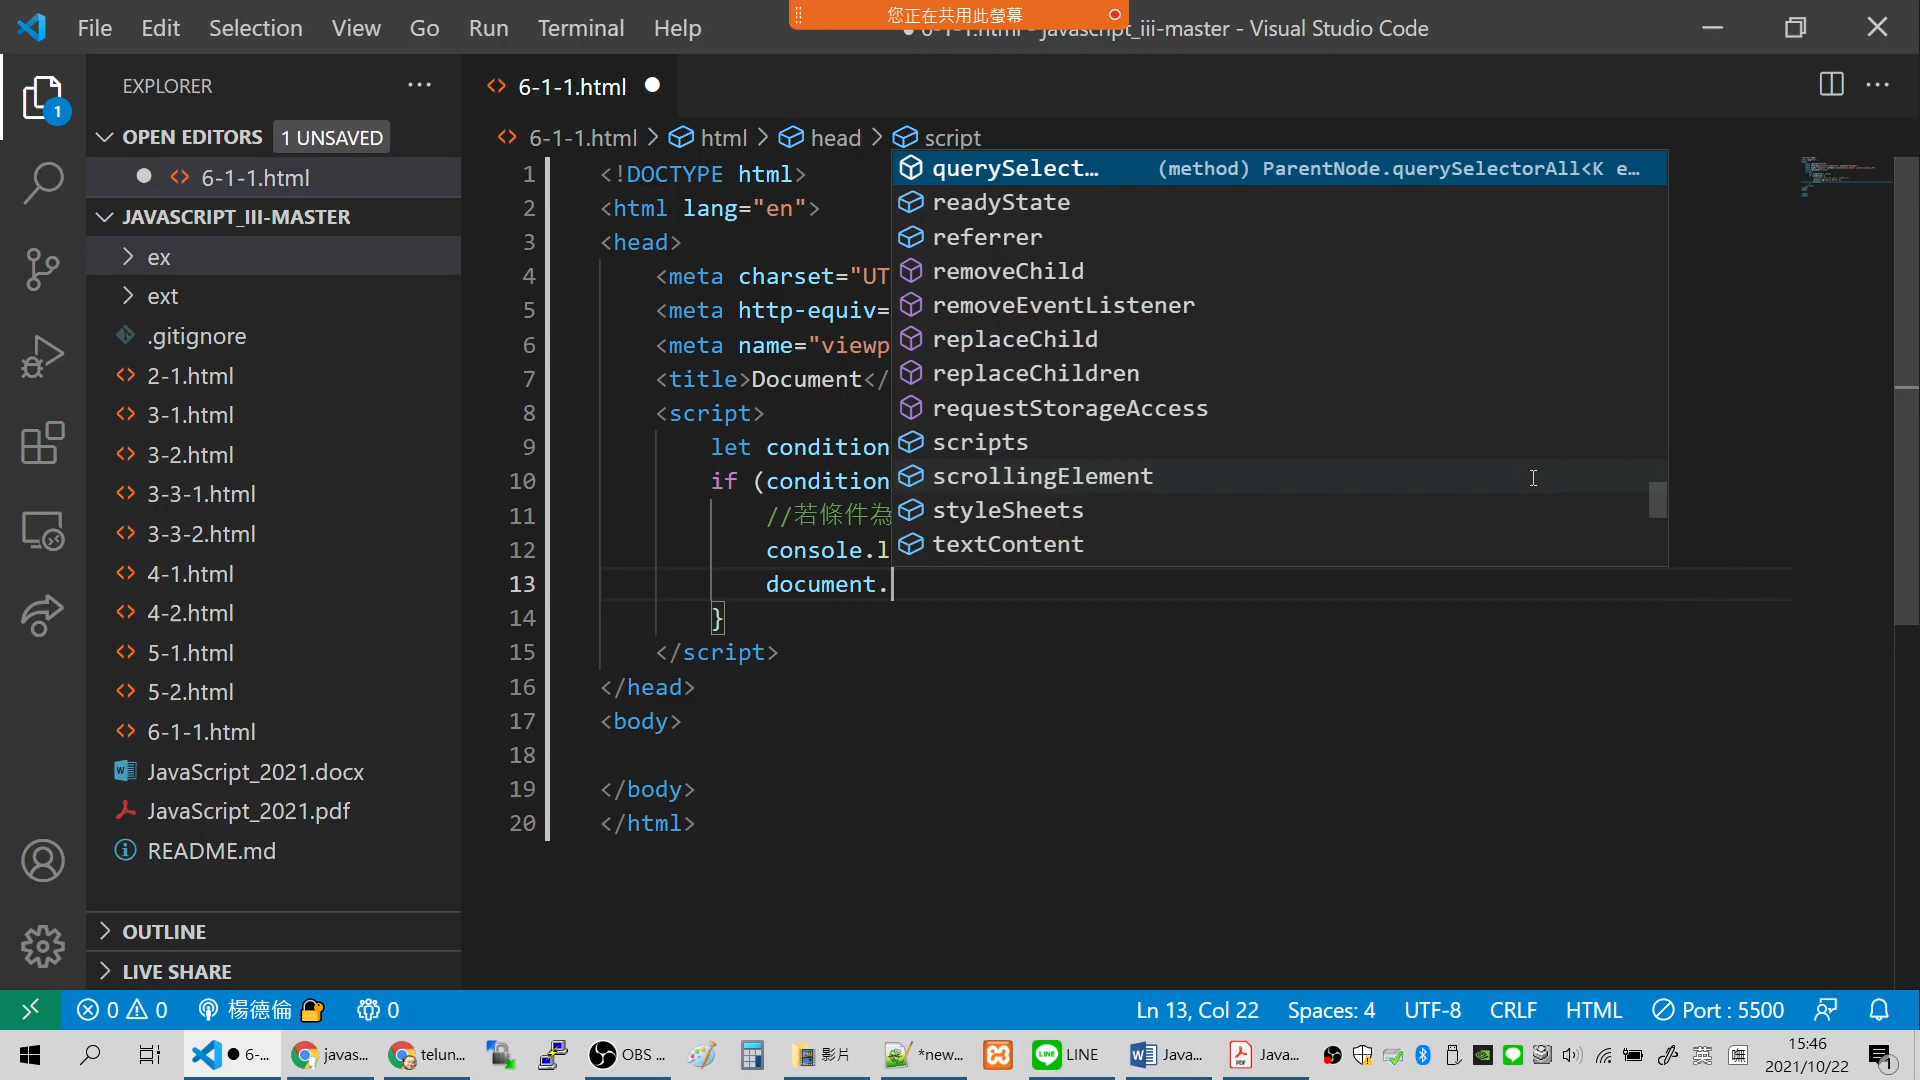 File Edit Selection View Go Run Terminal Help
您正在共用此螢幕
6-1-1.html - javascript_iii-master - Visual Studio Code
EXPLORER
OPEN EDITORS 1 UNSAVED
6-1-1.html
JAVASCRIPT_III-MASTER
ex
ext
.gitignore
2-1.html
3-1.html
3-2.html
3-3-1.html
3-3-2.html
4-1.html
4-2.html
5-1.html
5-2.html
6-1-1.html
JavaScript_2021.docx
JavaScript_2021.pdf
README.md
OUTLINE
LIVE SHARE
1
6-1-1.html
6-1-1.html > html > head > script
1 <!DOCTYPE html>
2 <html lang="en">
3 <head>
4 <meta charset="UT
5 <meta http-equiv=
6 <meta name="viewp
7 <title>Document</
8 <script>
9 let condition
10 if (condition
11 //若條件為
12 console.l
13 document.
14 }
15 </script>
16 </head>
17 <body>
18
19 </body>
20 </html>
querySelect… (method) ParentNode.querySelectorAll<K e…
readyState
referrer
removeChild
removeEventListener
replaceChild
replaceChildren
requestStorageAccess
scripts
scrollingElement
styleSheets
textContent
0 0 楊德倫 0
Ln 13, Col 22 Spaces: 4 UTF-8 CRLF HTML Port : 5500
6-... javas... telun... OBS ... 影片 *new... LINE Java... Java... 英
15:46
2021/10/22
1